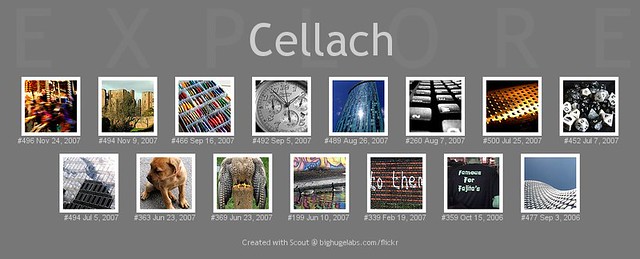 EXPLORE
Cellach
#496 Nov 24, 2007 #494 Nov 9, 2007 #466 Sep 16, 2007 #492 Sep 5, 2007 #489 Aug 26, 2007 #260 Aug 7, 2007 #500 Jul 25, 2007 #452 Jul 7, 2007
to them
Famous
For
Fajita's
#494 Jul 5, 2007 #363 Jun 23, 2007 #369 Jun 23, 2007 #199 Jun 10, 2007 #339 Feb 19, 2007 #359 Oct 15, 2006 #477 Sep 3, 2006
Created with Scout @ bighugelabs.com/flickr